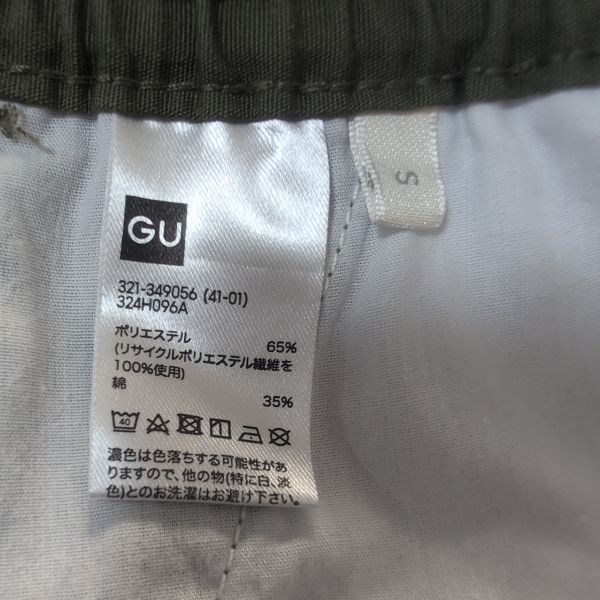 GU
321-349056 (41-01)
324H096A
ポリエステル 65%
(リサイクルポリエステル繊維を
100%使用)
綿 35%
40
濃色は色落ちする可能性があ
りますので、他の物(特に白、淡
色)とのお洗濯はお避け下さい。
S